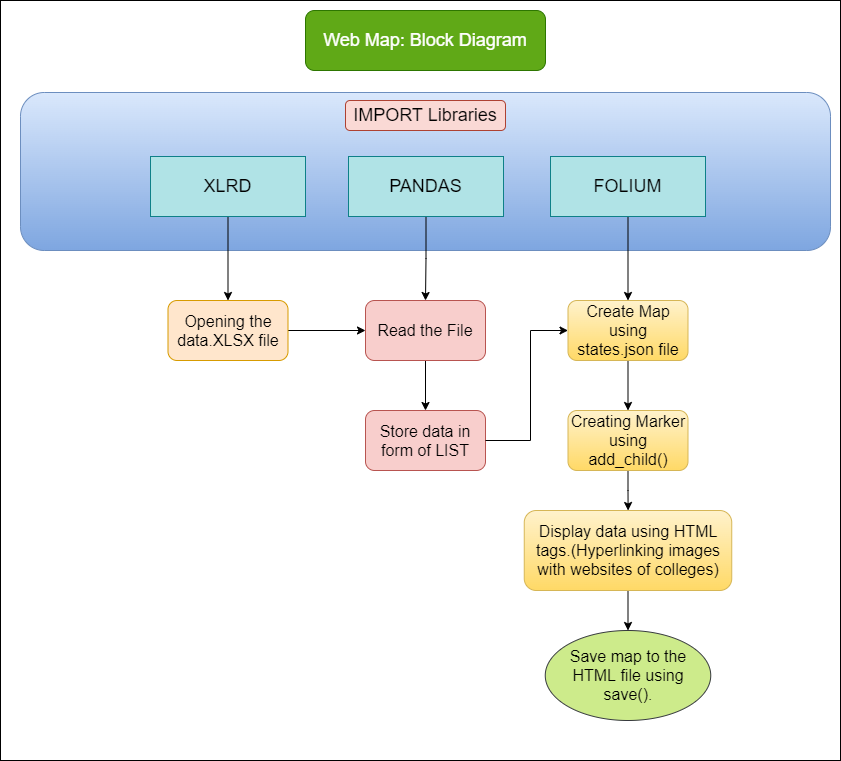 Web Map: Block Diagram
IMPORT Libraries
XLRD
PANDAS
FOLIUM
Opening the
data.XLSX file
Read the File
Create Map
using
states.json file
Store data in
form of LIST
Creating Marker
using
add_child()
Display data using HTML
tags.(Hyperlinking images
with websites of colleges)
Save map to the
HTML file using
save().